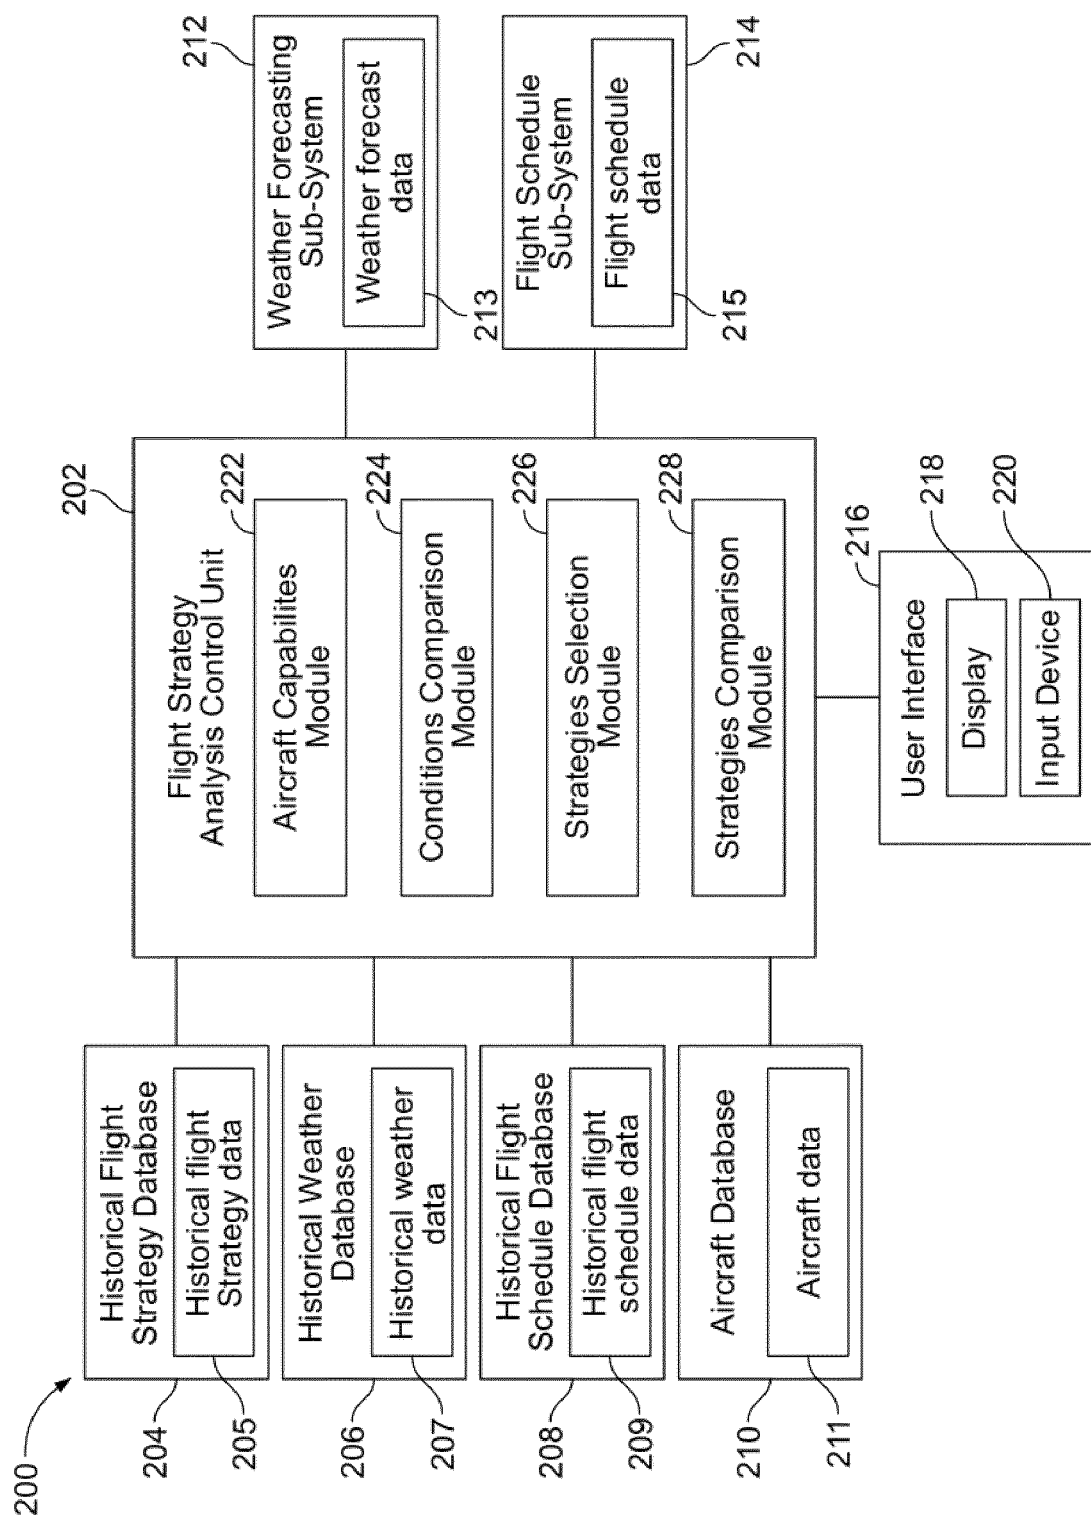 200
204
Historical Flight
Strategy Database
205
Historical flight
Strategy data
206
Historical Weather
Database
207
Historical weather
data
208
Historical Flight
Schedule Database
209
Historical flight
schedule data
210
Aircraft Database
211
Aircraft data
202
Flight Strategy
Analysis Control Unit
222
Aircraft Capabilites
Module
224
Conditions Comparison
Module
226
Strategies Selection
Module
228
Strategies Comparison
Module
216
User Interface
218
Display
220
Input Device
212
Weather Forecasting
Sub-System
213
Weather forecast
data
214
Flight Schedule
Sub-System
215
Flight schedule
data